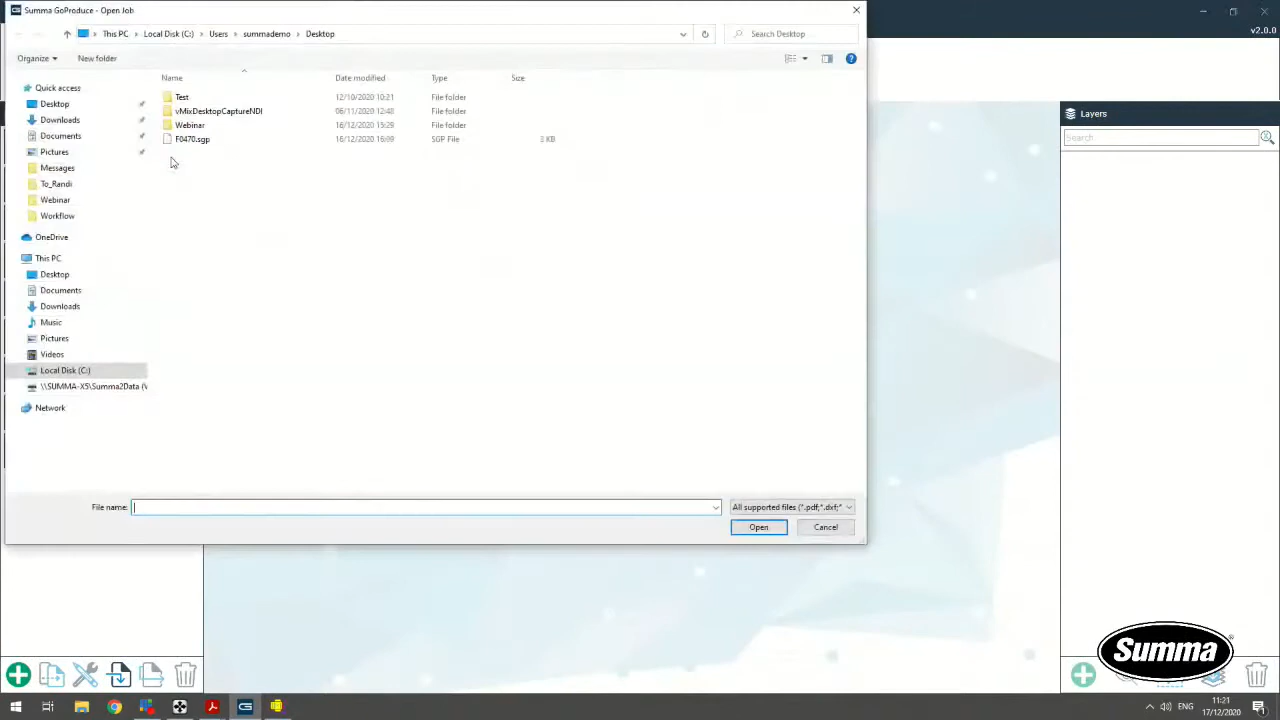 Summa GoProduce - Open Job
v2.0.0
This PC
Local Disk (C:)
Users
summademo
Desktop
Search Desktop
Organize
New folder
Name
Date modified
Type
Size
Quick access
Desktop
Downloads
Documents
Pictures
Messages
To_Randi
Webinar
Workflow
OneDrive
This PC
Desktop
Documents
Downloads
Music
Pictures
Videos
Local Disk (C:)
\\SUMMA-X5\Summa2Data (V
Network
Test 12/10/2020 10:21 File folder
vMixDesktopCaptureNDI 06/11/2020 12:48 File folder
Webinar 16/12/2020 15:29 File folder
F0470.sgp 16/12/2020 16:09 SGP File 3 KB
File name:
All supported files (*.pdf;*.dxf;*
Open
Cancel
Layers
Search
Summa
ENG
11:21
17/12/2020